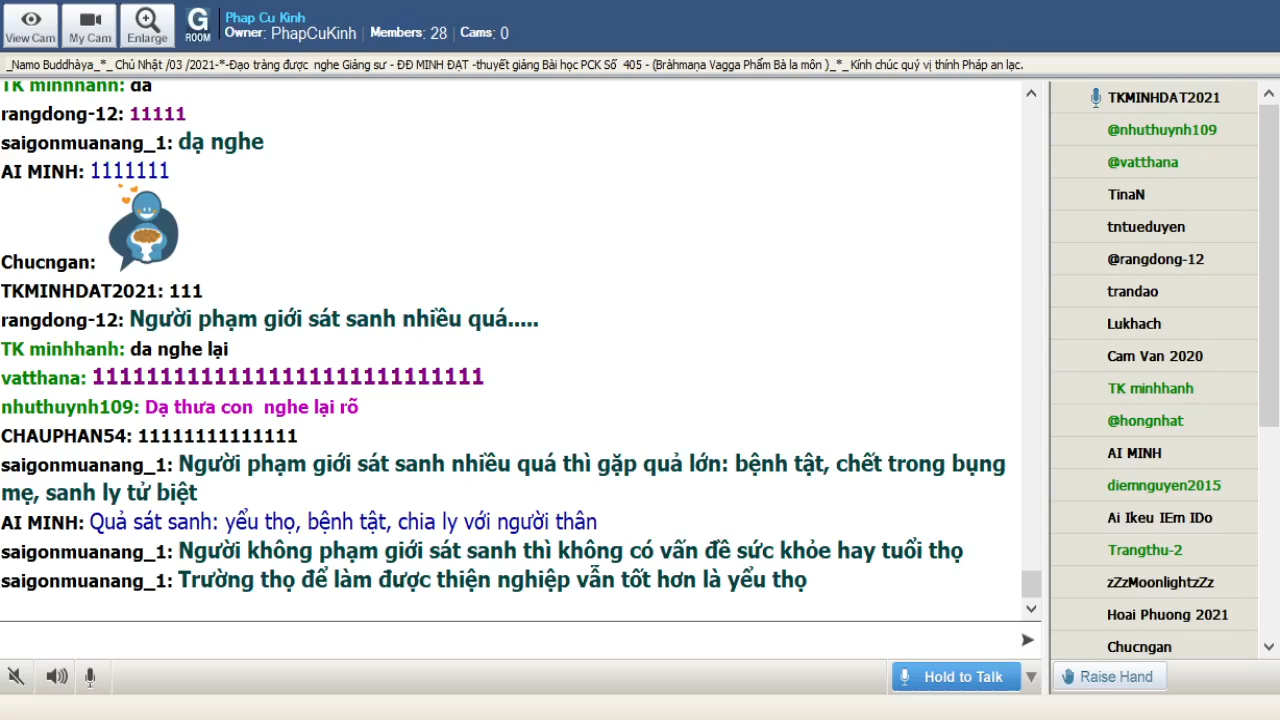 View Cam
My Cam
Enlarge
G
ROOM
Phap Cu Kinh
Owner: PhapCuKinh | Members: 28 | Cams: 0
_Namo Buddhàya_*_ Chủ Nhật /03 /2021-*-Đạo tràng được nghe Giảng sư - ĐĐ MINH ĐẠT -thuyết giảng Bài học PCK Số 405 - (Bràhmaṇa Vagga Phẩm Bà la môn )_*_ Kính chúc quý vị thính Pháp an lạc.
TK minhhanh: da
rangdong-12: 11111
saigonmuanang_1: dạ nghe
AI MINH: 1111111
Chucngan:
TKMINHDAT2021: 111
rangdong-12: Người phạm giới sát sanh nhiều quá.....
TK minhhanh: da nghe lại
vatthana: 11111111111111111111111111111
nhuthuynh109: Dạ thưa con nghe lại rõ
CHAUPHAN54: 11111111111111
saigonmuanang_1: Người phạm giới sát sanh nhiều quá thì gặp quả lớn: bệnh tật, chết trong bụng
mẹ, sanh ly tử biệt
AI MINH: Quả sát sanh: yểu thọ, bệnh tật, chia ly với người thân
saigonmuanang_1: Người không phạm giới sát sanh thì không có vấn đề sức khỏe hay tuổi thọ
saigonmuanang_1: Trường thọ để làm được thiện nghiệp vẫn tốt hơn là yểu thọ
TKMINHDAT2021
@nhuthuynh109
@vatthana
TinaN
tntueduyen
@rangdong-12
trandao
Lukhach
Cam Van 2020
TK minhhanh
@hongnhat
AI MINH
diemnguyen2015
Ai Ikeu IEm IDo
Trangthu-2
zZzMoonlightzZz
Hoai Phuong 2021
Chucngan
Hold to Talk
Raise Hand